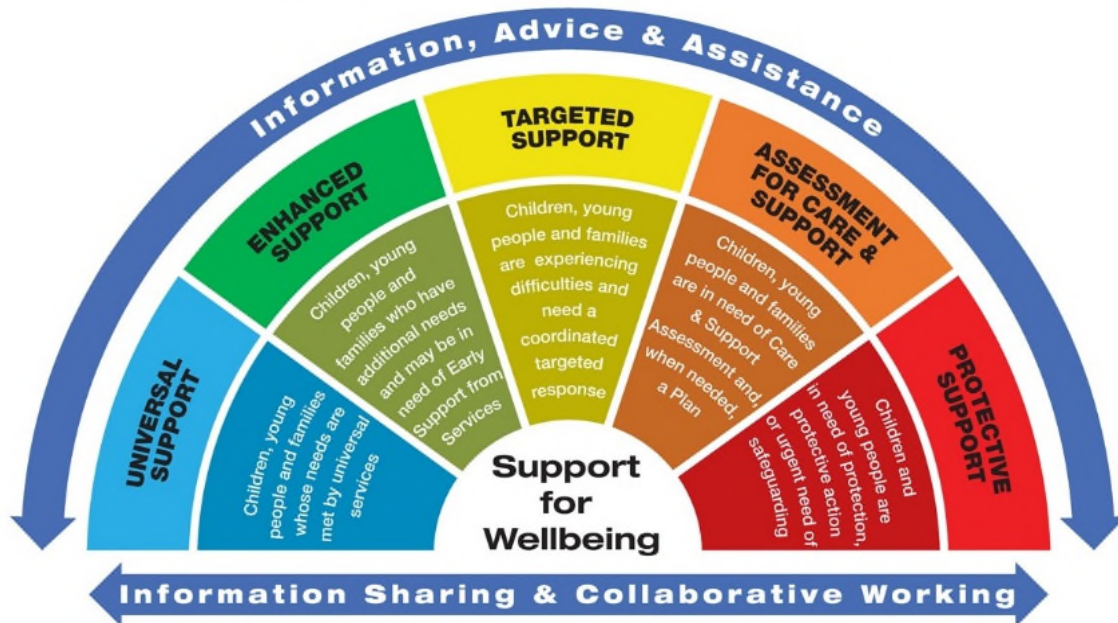 Information, Advice & Assistance
UNIVERSAL
SUPPORT
Children, young
people and families
whose needs are
met by universal
services
ENHANCED
SUPPORT
Children, young
people and
families who have
additional needs
and may be in
need of Early
Support from
Services
TARGETED
SUPPORT
Children, young
people and families
are experiencing
difficulties and
need a
coordinated
targeted
response
ASSESSMENT
FOR CARE &
SUPPORT
Children, young
people and families
are in need of Care
& Support
Assessment and,
when needed,
a Plan
PROTECTIVE
SUPPORT
Children and
young people are
in need of protection,
protective action
or urgent need of
safeguarding
Support
for
Wellbeing
Information Sharing & Collaborative Working